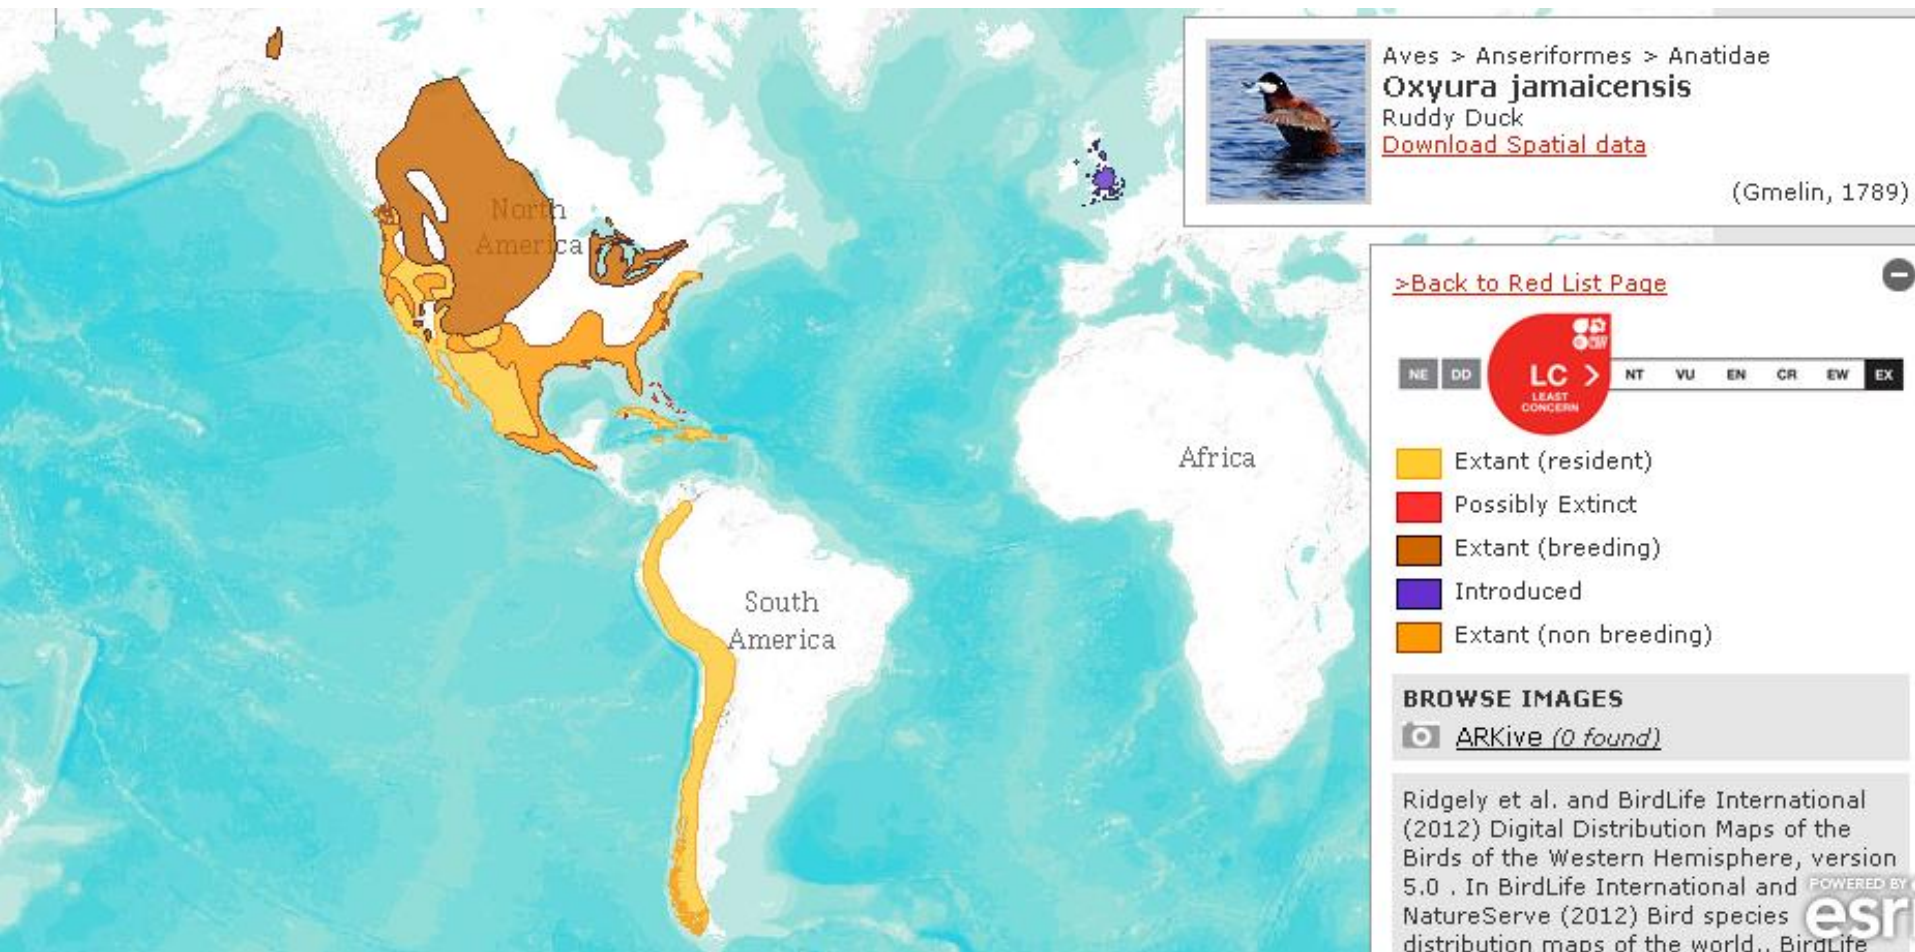 Aves > Anseriformes > Anatidae
Oxyura jamaicensis
Ruddy Duck
Download Spatial data
(Gmelin, 1789)
North
America
Africa
South
America
>Back to Red List Page
NE DD LC > NT VU EN CR EW EX
LEAST
CONCERN
Extant (resident)
Possibly Extinct
Extant (breeding)
Introduced
Extant (non breeding)
BROWSE IMAGES
ARKive (0 found)
Ridgely et al. and BirdLife International
(2012) Digital Distribution Maps of the
Birds of the Western Hemisphere, version
5.0 . In BirdLife International and
NatureServe (2012) Bird species
distribution maps of the world.. BirdLife
POWERED BY
esri